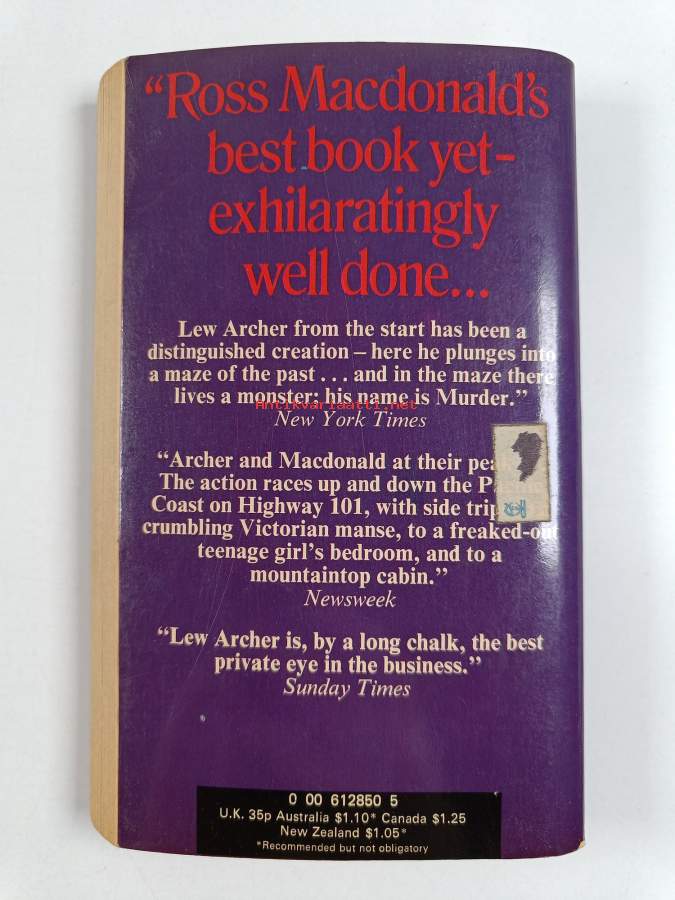 “Ross Macdonald's
best book yet–
exhilaratingly
well done...
Lew Archer from the start has been a
distinguished creation – here he plunges into
a maze of the past . . . and in the maze there
lives a monster: his name is Murder.”
Antikvariaatti.net
New York Times
“Archer and Macdonald at their
The action races up and down the
Coast on Highway 101, with side
crumbling Victorian manse, to a freaked-out
teenage girl's bedroom, and to a
mountaintop cabin.”
Newsweek
“Lew Archer is, by a long chalk, the best
private eye in the business.”
Sunday Times
0 00 612850 5
U.K. 35p Australia $1.10* Canada $1.25
New Zealand $1.05*
*Recommended but not obligatory